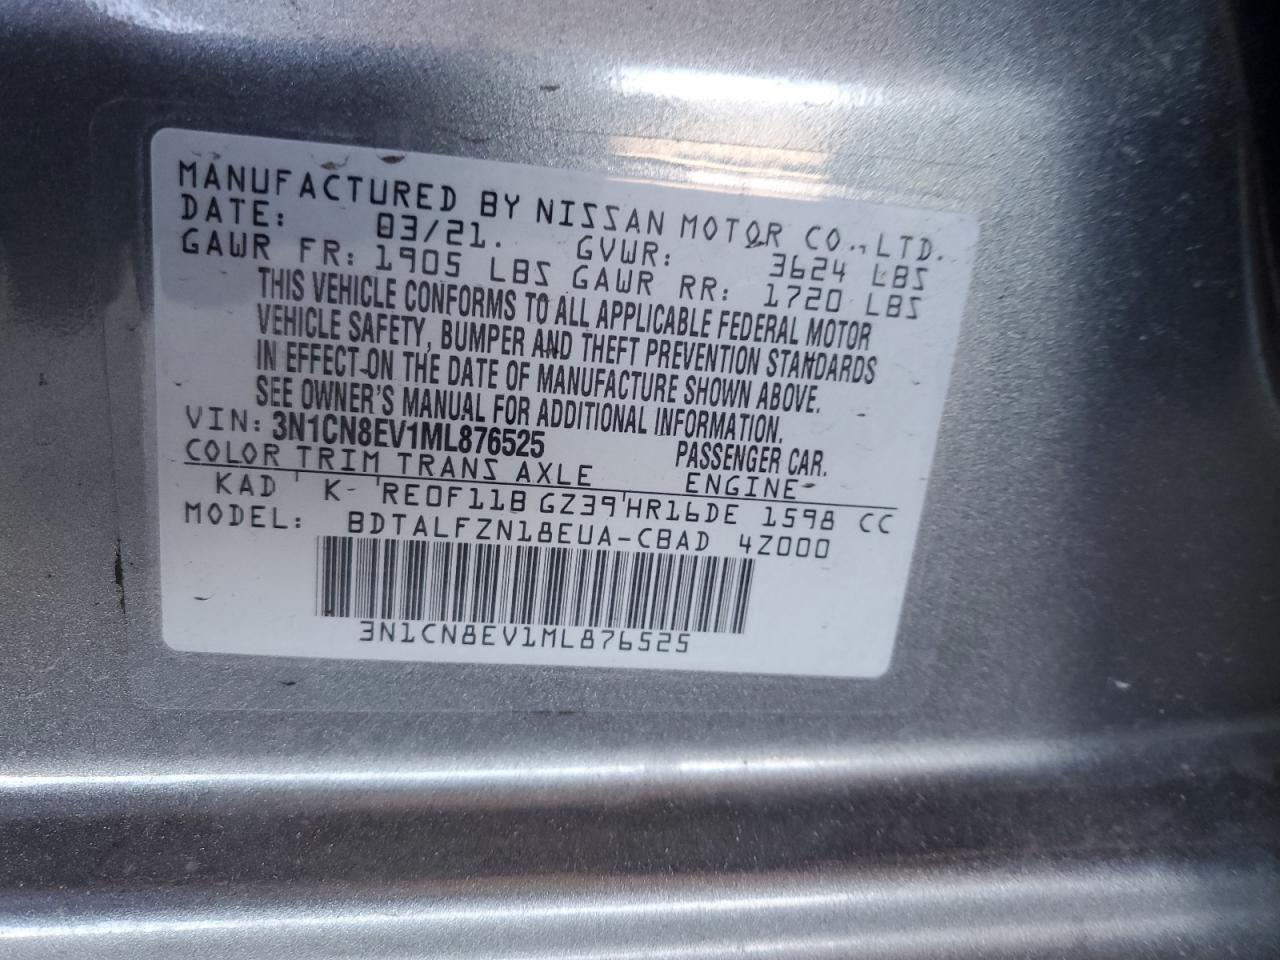 MANUFACTURED BY NISSAN MOTOR CO., LTD.
DATE: 03/21. GVWR: 3624 LBS
GAWR FR: 1905 LBS GAWR RR: 1720 LBS
THIS VEHICLE CONFORMS TO ALL APPLICABLE FEDERAL MOTOR
VEHICLE SAFETY, BUMPER AND THEFT PREVENTION STANDARDS
IN EFFECT ON THE DATE OF MANUFACTURE SHOWN ABOVE.
SEE OWNER'S MANUAL FOR ADDITIONAL INFORMATION.
VIN: 3N1CN8EV1ML876525 PASSENGER CAR.
COLOR TRIM TRANS AXLE ENGINE
KAD K RE0F11B GZ39 HR16DE 1598 CC
MODEL: BDTALFZN18EUA-CBAD 4Z000
3N1CN8EV1ML876525